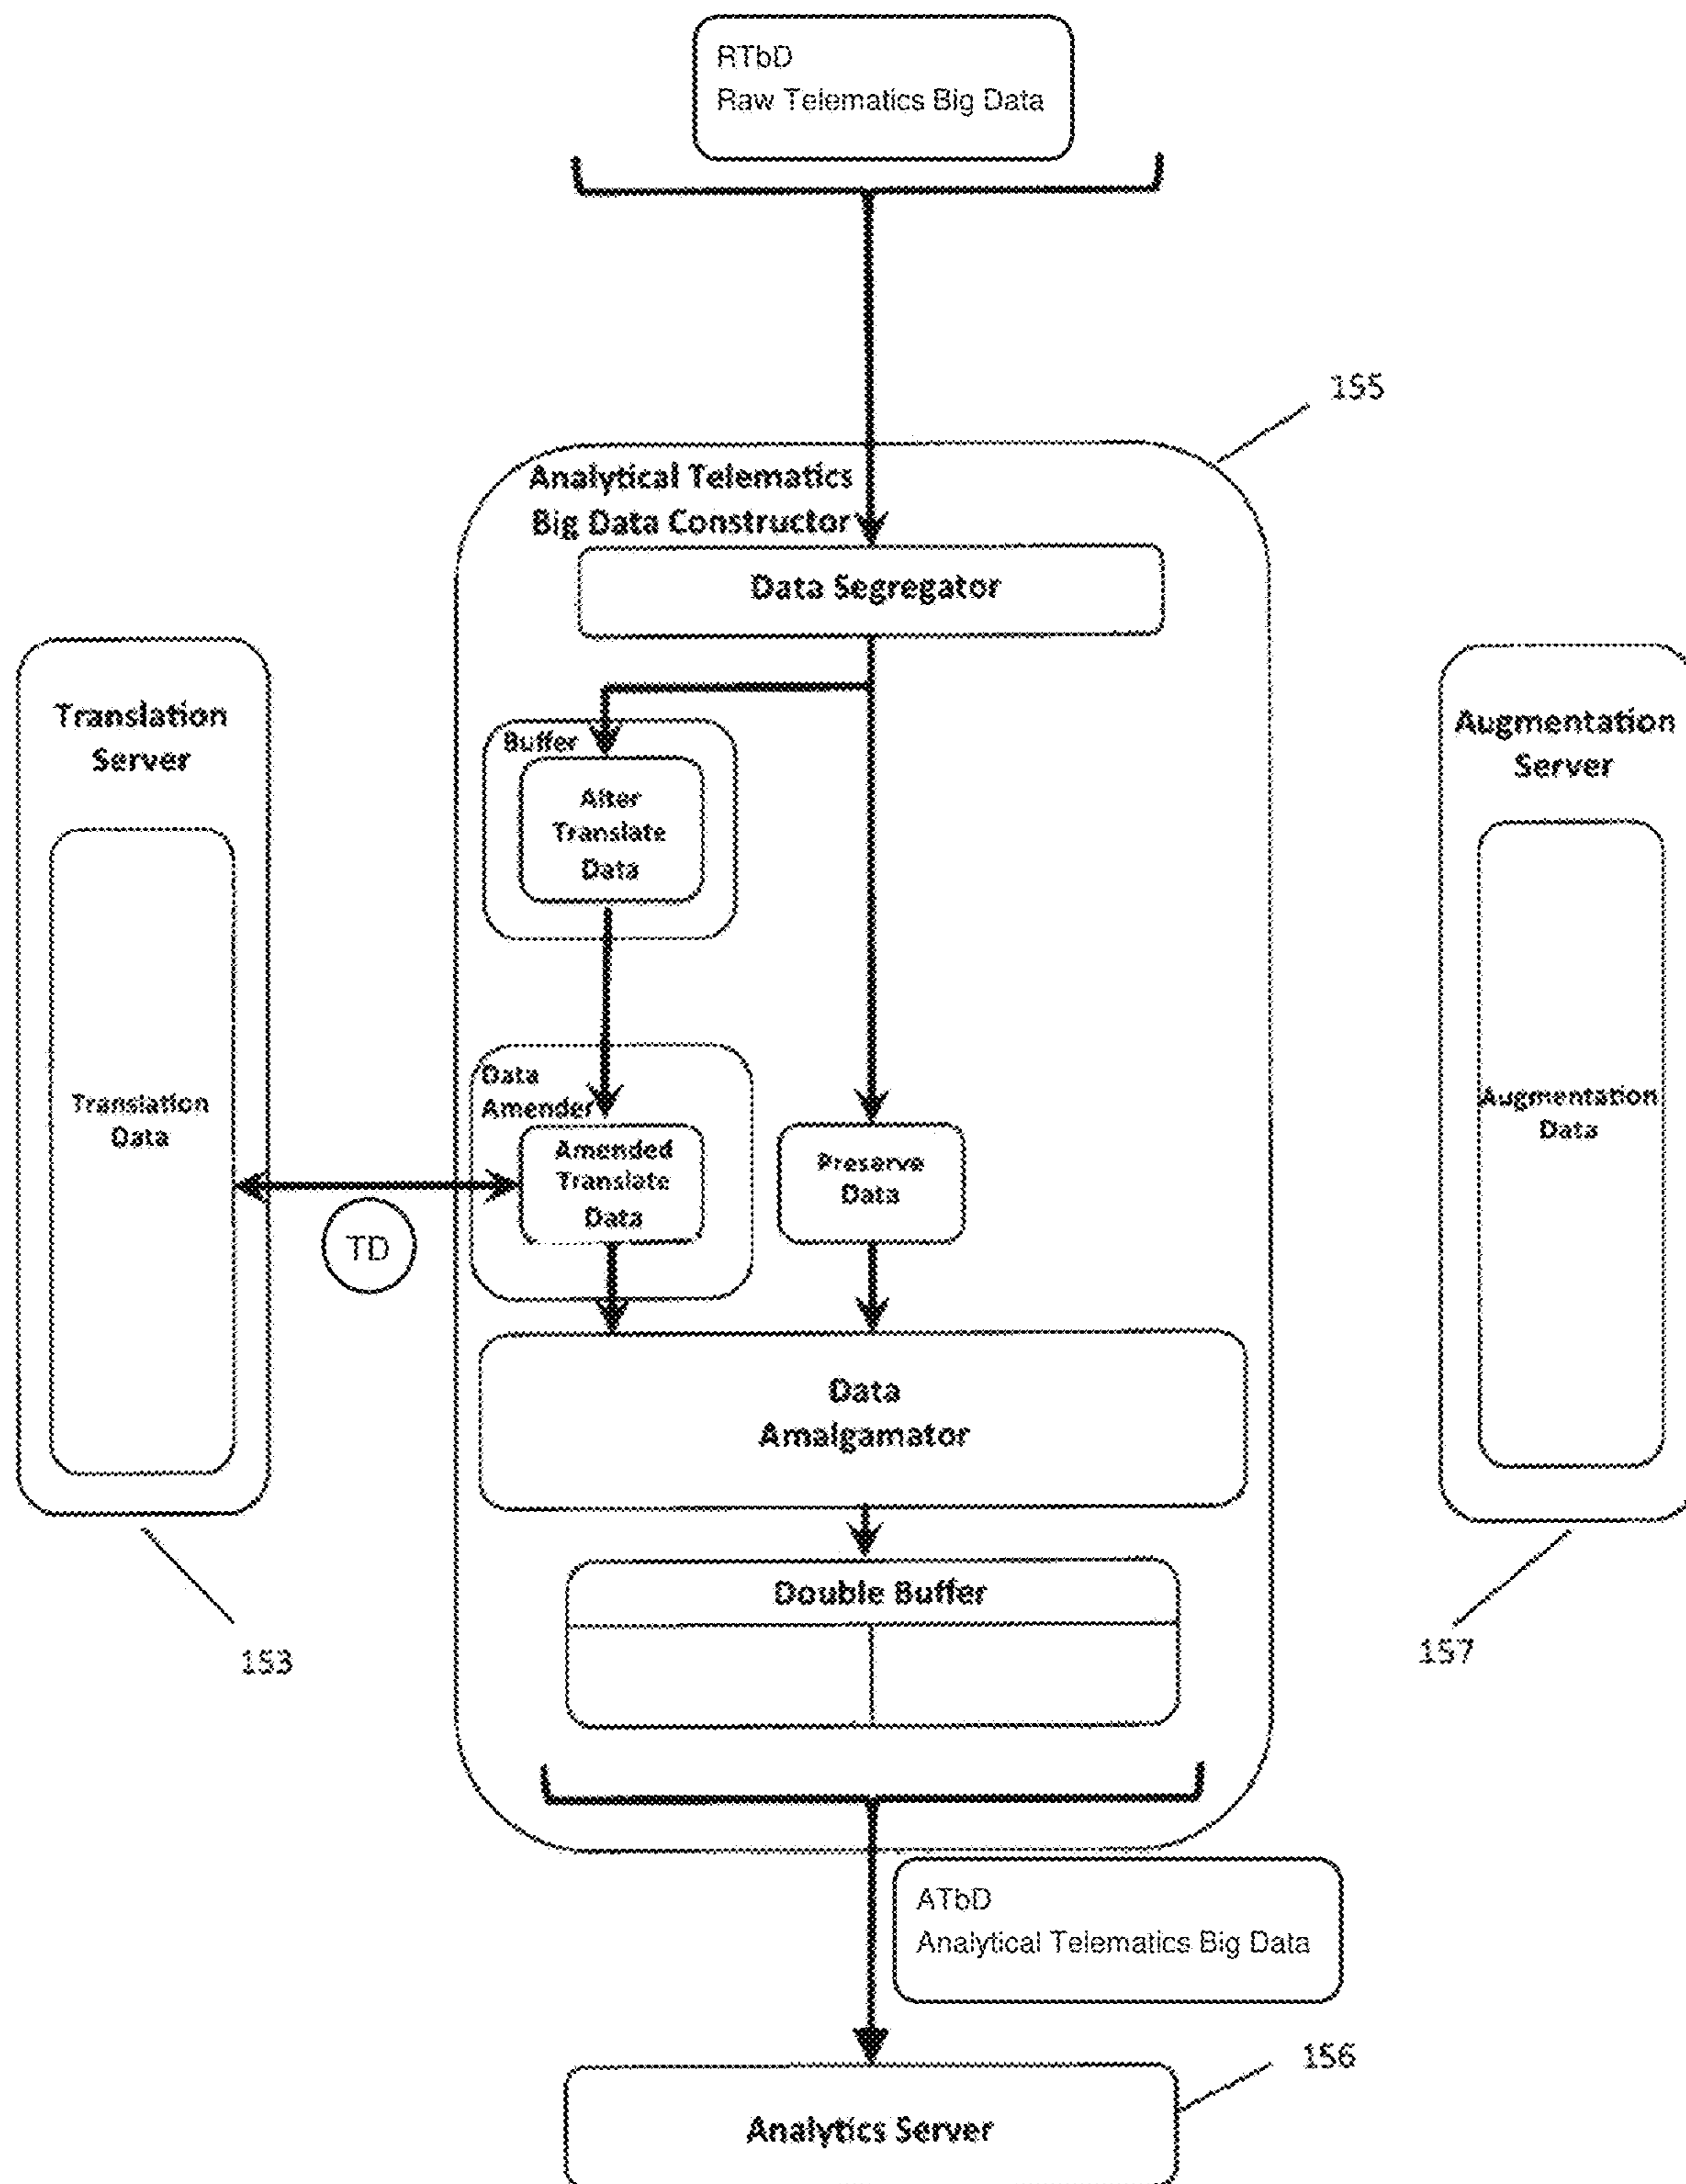 RTbD
Raw Telematics Big Data
155
Analytical Telematics
Big Data Constructor
Data Segregator
Translation
Server
Augmentation
Server
Buffer
Alter
Translate
Data
Translation
Data
Data
Amender
Amended
Translate
Data
Preserve
Data
Augmentation
Data
TD
Data
Amalgamator
Double Buffer
153
157
ATbD
Analytical Telematics Big Data
156
Analytics Server